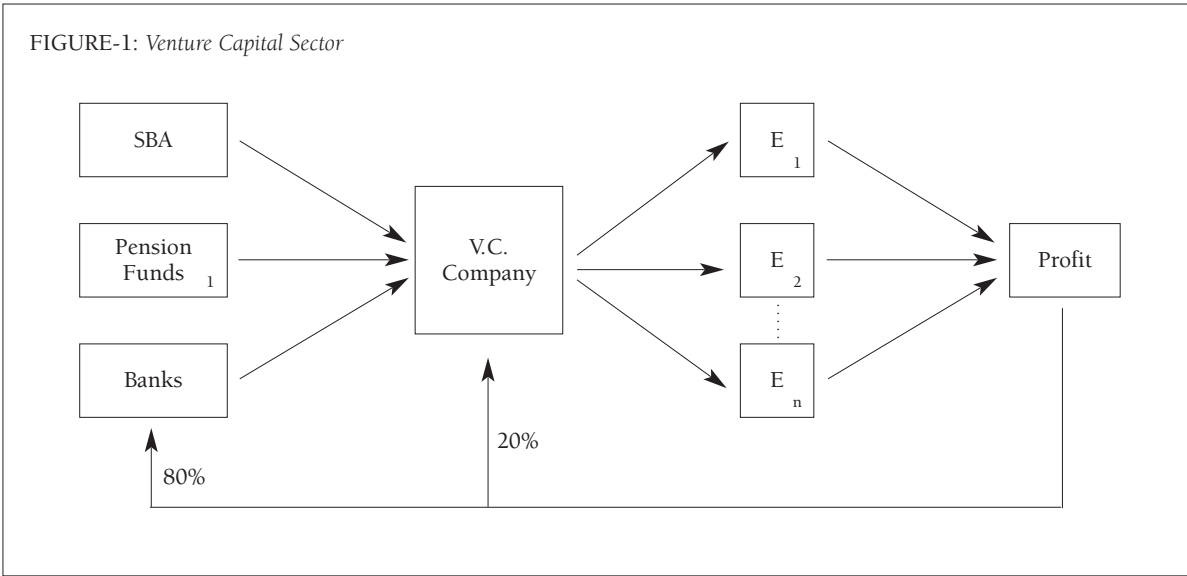 FIGURE-1: Venture Capital Sector
SBA
Pension
Funds 1
Banks
V.C.
Company
E 1
E 2
E n
Profit
80%
20%